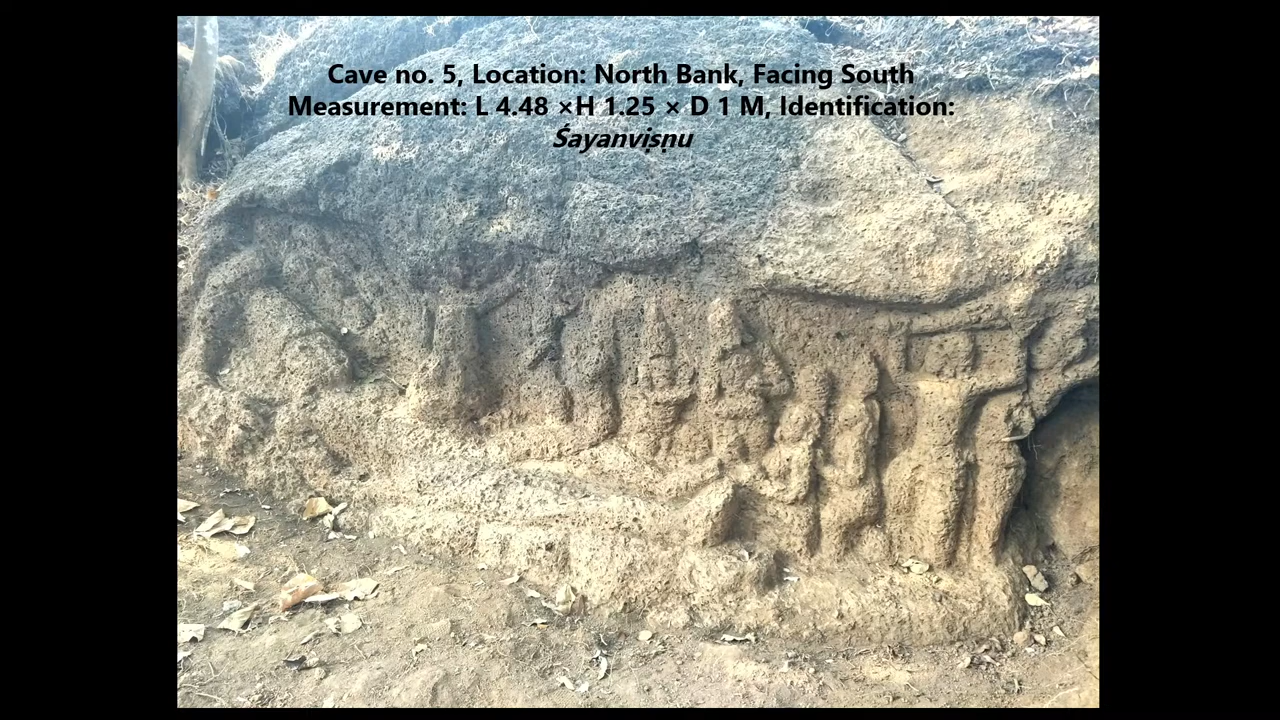 Cave no. 5, Location: North Bank, Facing South
Measurement: L 4.48 ×H 1.25 × D 1 M, Identification:
Śayanviṣṇu